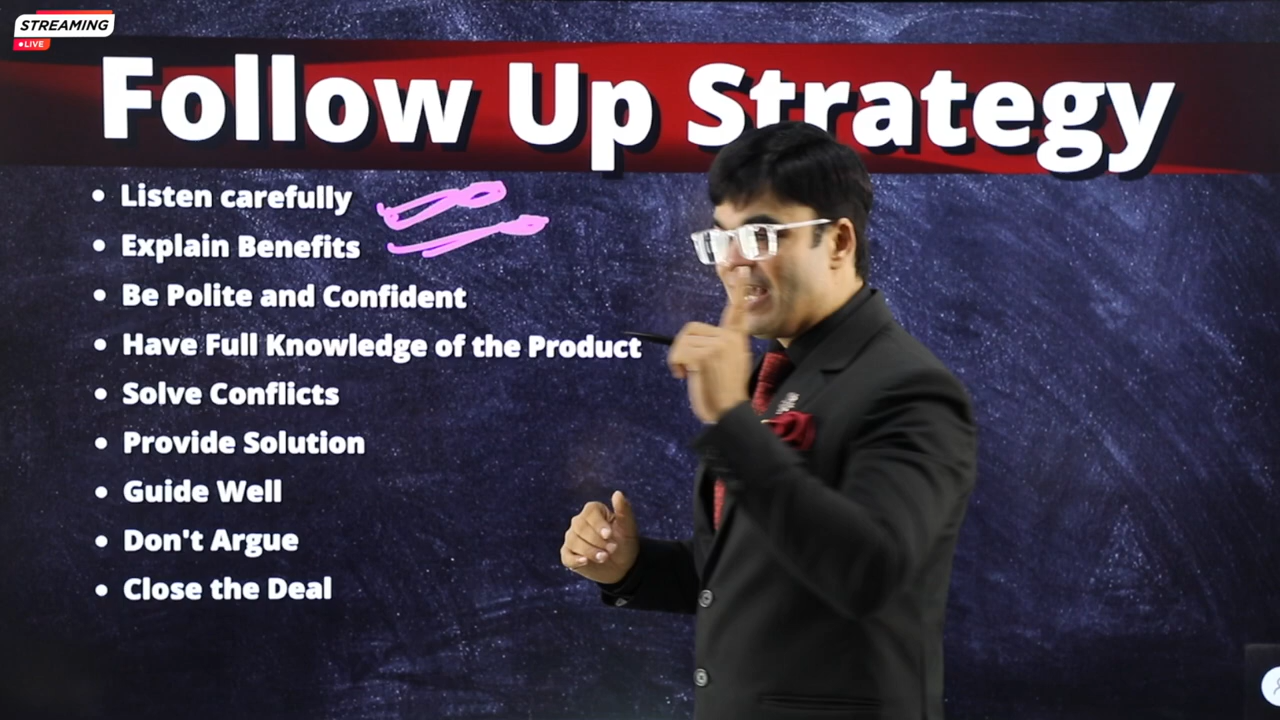 STREAMING
LIVE
Follow Up Strategy
• Listen carefully
• Explain Benefits
• Be Polite and Confident
• Have Full Knowledge of the Product
• Solve Conflicts
• Provide Solution
• Guide Well
• Don't Argue
• Close the Deal